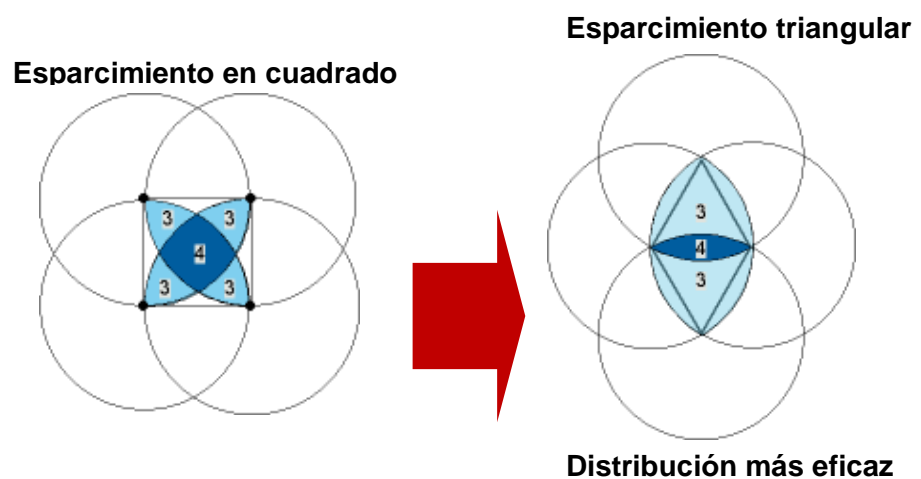 Esparcimiento triangular
Esparcimiento en cuadrado
3 3
4
3 3
3
4
3
Distribución más eficaz